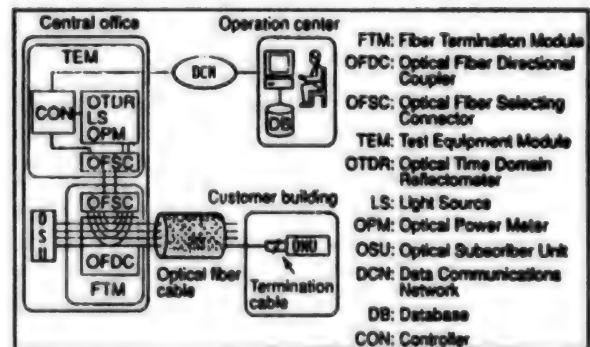 Central office
Operation center
TEM
DCN
CON
OTDR
LS
OPM
DB
OFSC
OFSC
OSU
OFDC
FTM
Optical fiber
cable
Customer building
ONU
Termination
cable
FTM: Fiber Termination Module
OFDC: Optical Fiber Directional
Coupler
OFSC: Optical Fiber Selecting
Connector
TEM: Test Equipment Module
OTDR: Optical Time Domain
Reflectometer
LS: Light Source
OPM: Optical Power Meter
OSU: Optical Subscriber Unit
DCN: Data Communications
Network
DB: Database
CON: Controller